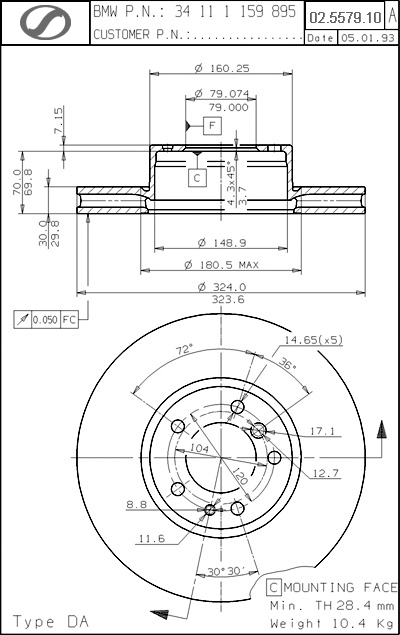 BMW P.N.: 34 11 1 159 895
CUSTOMER P.N.:.................
02.5579.10 A
Date 05.01.93
Ø 160.25
Ø 79.074
79.000
F
7.15
C
4.3x45°
3.7
70.0
69.8
30.0
29.8
Ø 148.9
Ø 180.5 MAX
Ø 324.0
323.6
0.050 FC
14.65(x5)
72°
36°
17.1
104
12.7
120
8.8
11.6
30°30'
C MOUNTING FACE
Min. TH 28.4 mm
Type DA
Weight 10.4 Kg